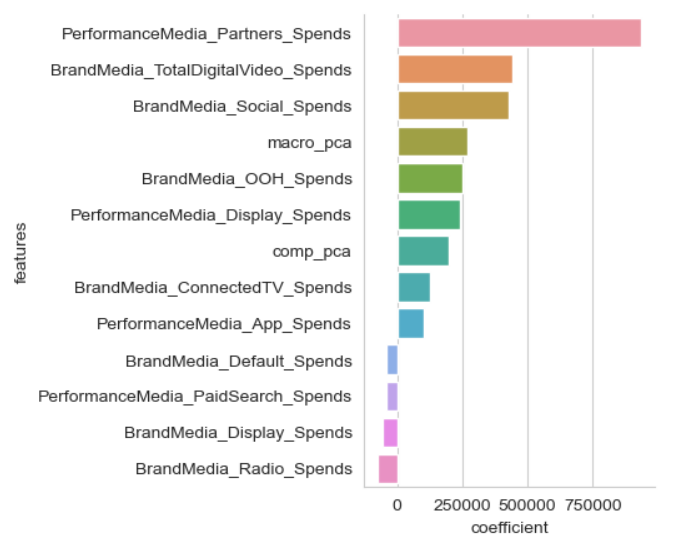 PerformanceMedia_Partners_Spends
BrandMedia_TotalDigitalVideo_Spends
BrandMedia_Social_Spends
macro_pca
BrandMedia_OOH_Spends
PerformanceMedia_Display_Spends
comp_pca
BrandMedia_ConnectedTV_Spends
PerformanceMedia_App_Spends
BrandMedia_Default_Spends
PerformanceMedia_PaidSearch_Spends
BrandMedia_Display_Spends
BrandMedia_Radio_Spends
features
0 250000 500000 750000
coefficient